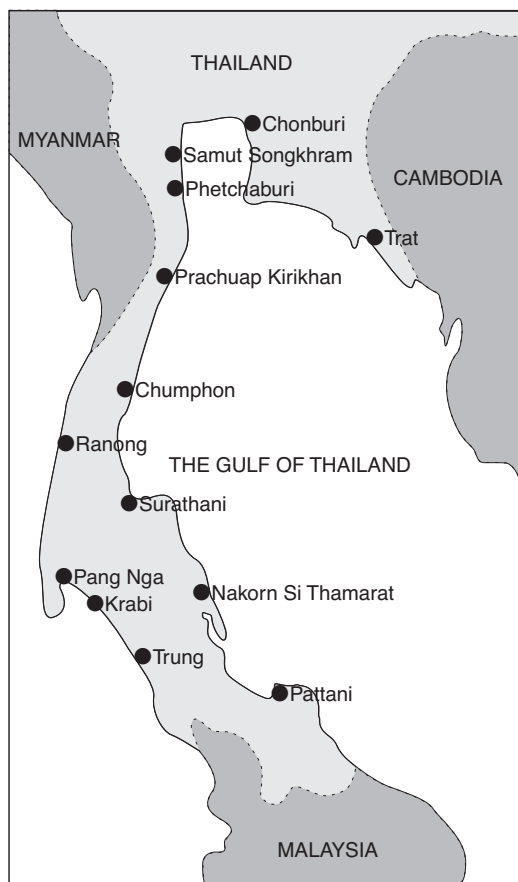 THAILAND
Chonburi
MYANMAR
Samut Songkhram
CAMBODIA
Phetchaburi
Trat
Prachuap Kirikhan
Chumphon
Ranong
THE GULF OF THAILAND
Surathani
Pang Nga
Nakorn Si Thamarat
Krabi
Trung
Pattani
MALAYSIA